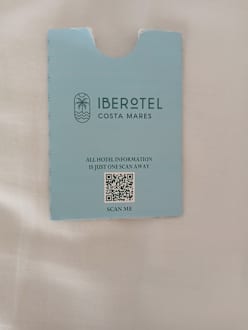 IBEROTEL
COSTA MARES
ALL HOTEL INFORMATION
IS JUST ONE SCAN AWAY
SCAN ME